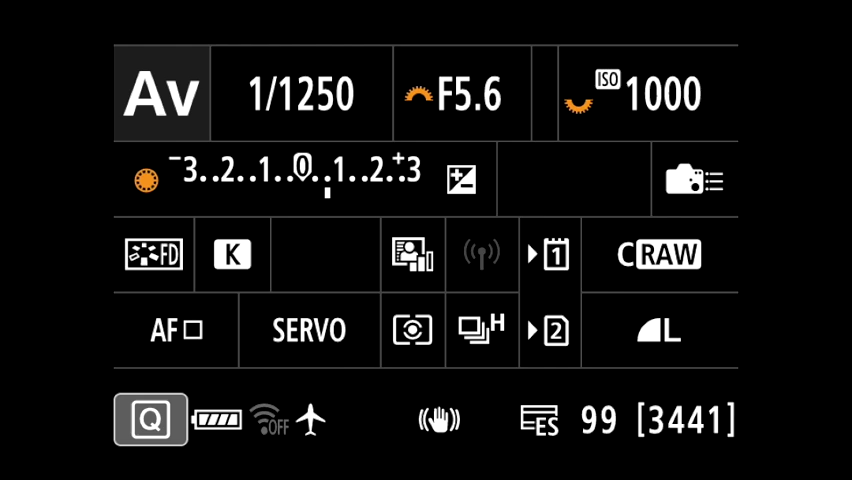 Av 1/1250 F5.6 ISO 1000
-3..2..1..0..1..2.+3
FD K 1 C RAW
AF SERVO H 2 L
Q OFF ES 99 [3441]